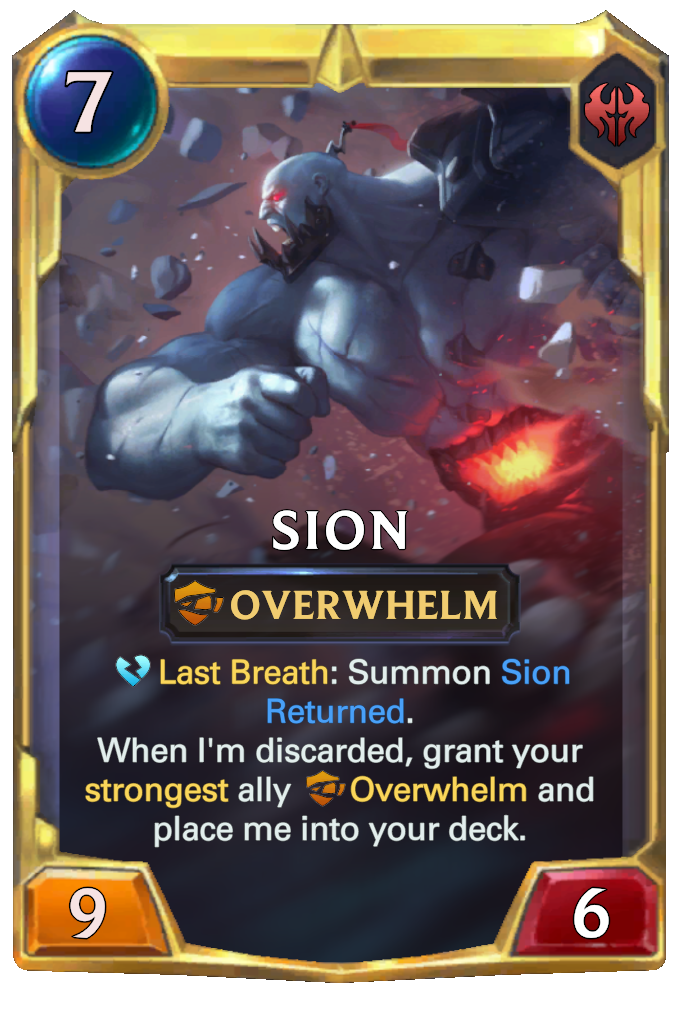 7
SION
OVERWHELM
Last Breath: Summon Sion
Returned.
When I'm discarded, grant your
strongest ally Overwhelm and
place me into your deck.
9
6